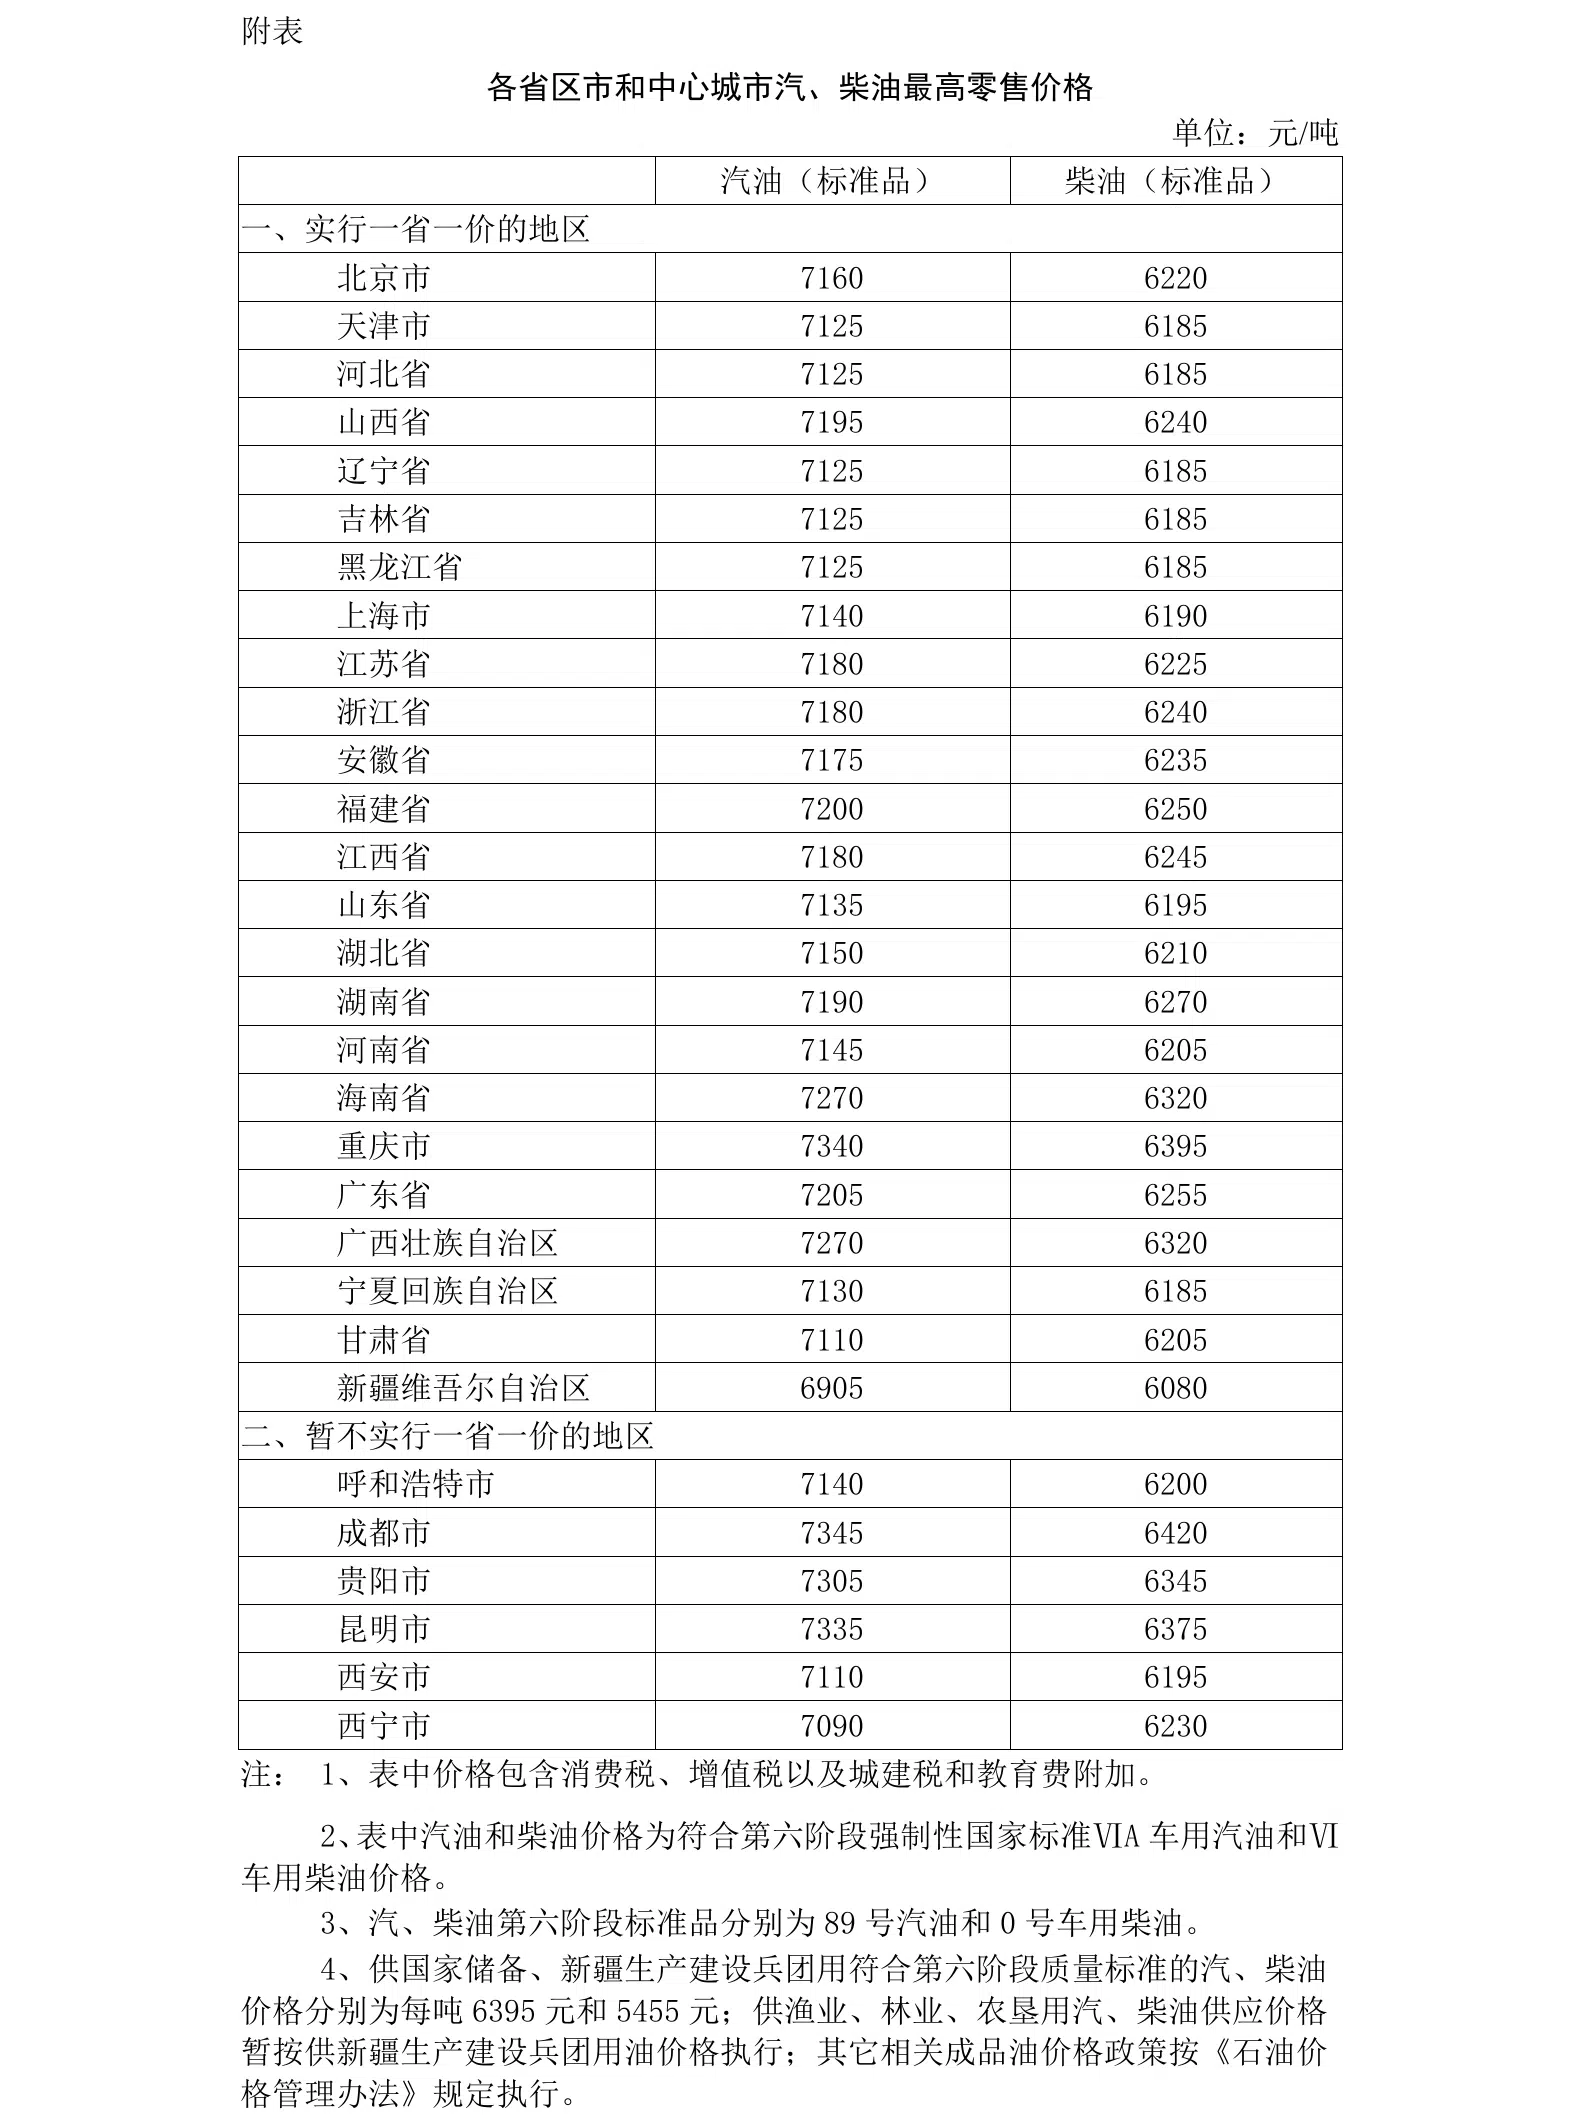 附表
各省区市和中心城市汽、柴油最高零售价格
单位：元/吨
汽油（标准品） 柴油（标准品）
一、实行一省一价的地区
北京市 7160 6220
天津市 7125 6185
河北省 7125 6185
山西省 7195 6240
辽宁省 7125 6185
吉林省 7125 6185
黑龙江省 7125 6185
上海市 7140 6190
江苏省 7180 6225
浙江省 7180 6240
安徽省 7175 6235
福建省 7200 6250
江西省 7180 6245
山东省 7135 6195
湖北省 7150 6210
湖南省 7190 6270
河南省 7145 6205
海南省 7270 6320
重庆市 7340 6395
广东省 7205 6255
广西壮族自治区 7270 6320
宁夏回族自治区 7130 6185
甘肃省 7110 6205
新疆维吾尔自治区 6905 6080
二、暂不实行一省一价的地区
呼和浩特市 7140 6200
成都市 7345 6420
贵阳市 7305 6345
昆明市 7335 6375
西安市 7110 6195
西宁市 7090 6230
注： 1、表中价格包含消费税、增值税以及城建税和教育费附加。
2、表中汽油和柴油价格为符合第六阶段强制性国家标准ⅥA 车用汽油和Ⅵ
车用柴油价格。
3、汽、柴油第六阶段标准品分别为 89 号汽油和 0 号车用柴油。
4、供国家储备、新疆生产建设兵团用符合第六阶段质量标准的汽、柴油
价格分别为每吨 6395 元和 5455 元；供渔业、林业、农垦用汽、柴油供应价格
暂按供新疆生产建设兵团用油价格执行；其它相关成品油价格政策按《石油价
格管理办法》规定执行。